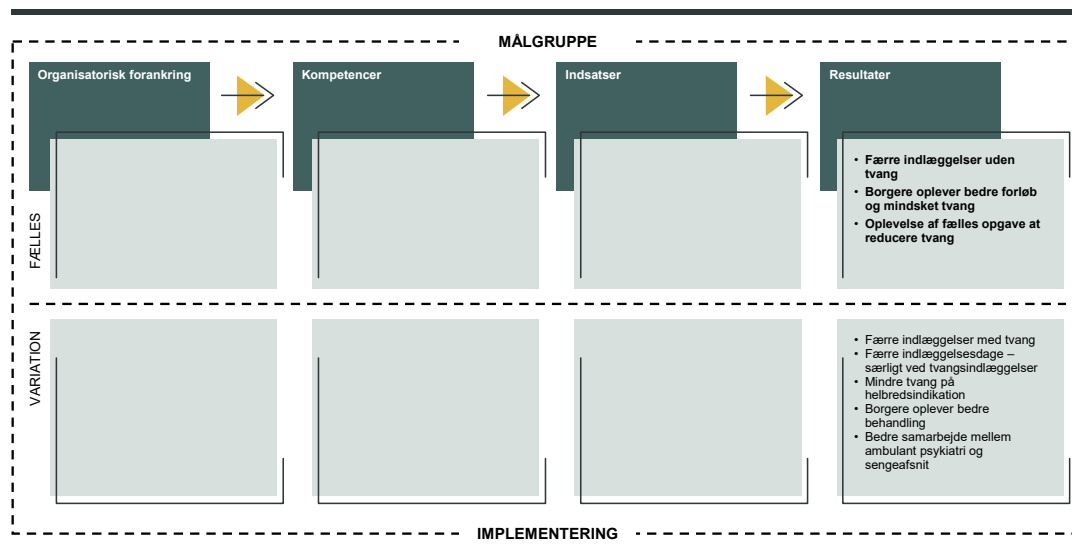 MÅLGRUPPE
Organisatorisk forankring
Kompetencer
Indsatser
Resultater
FÆLLES
• Færre indlæggelser uden
tvang
• Borgere oplever bedre forløb
og mindsket tvang
• Oplevelse af fælles opgave at
reducere tvang
VARIATION
• Færre indlæggelser med tvang
• Færre indlæggelsesdage –
særligt ved tvangsindlæggelser
• Mindre tvang på
helbredsindikation
• Borgere oplever bedre
behandling
• Bedre samarbejde mellem
ambulant psykiatri og
sengeafsnit
IMPLEMENTERING